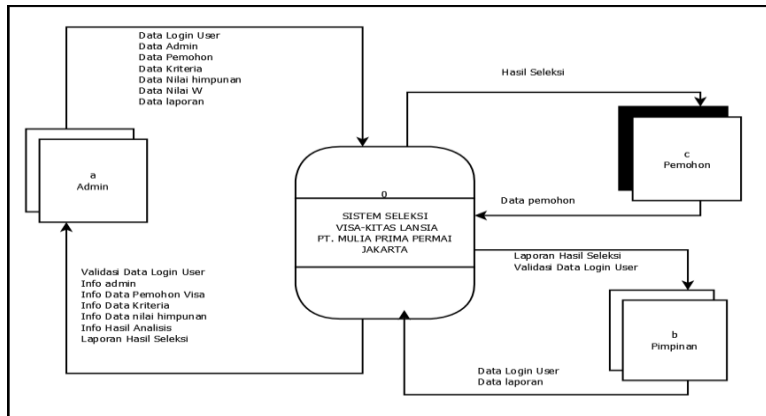 Data Login User
Data Admin
Data Pemohon
Data Kriteria
Data Nilai himpunan
Data Nilai W
Data laporan
Hasil Seleksi
a
Admin
c
Pemohon
0
SISTEM SELEKSI
VISA-KITAS LANSIA
PT. MULIA PRIMA PERMAI
JAKARTA
Data pemohon
Laporan Hasil Seleksi
Validasi Data Login User
Validasi Data Login User
Info admin
Info Data Pemohon Visa
Info Data Kriteria
Info Data nilai himpunan
Info Hasil Analisis
Laporan Hasil Seleksi
b
Pimpinan
Data Login User
Data laporan